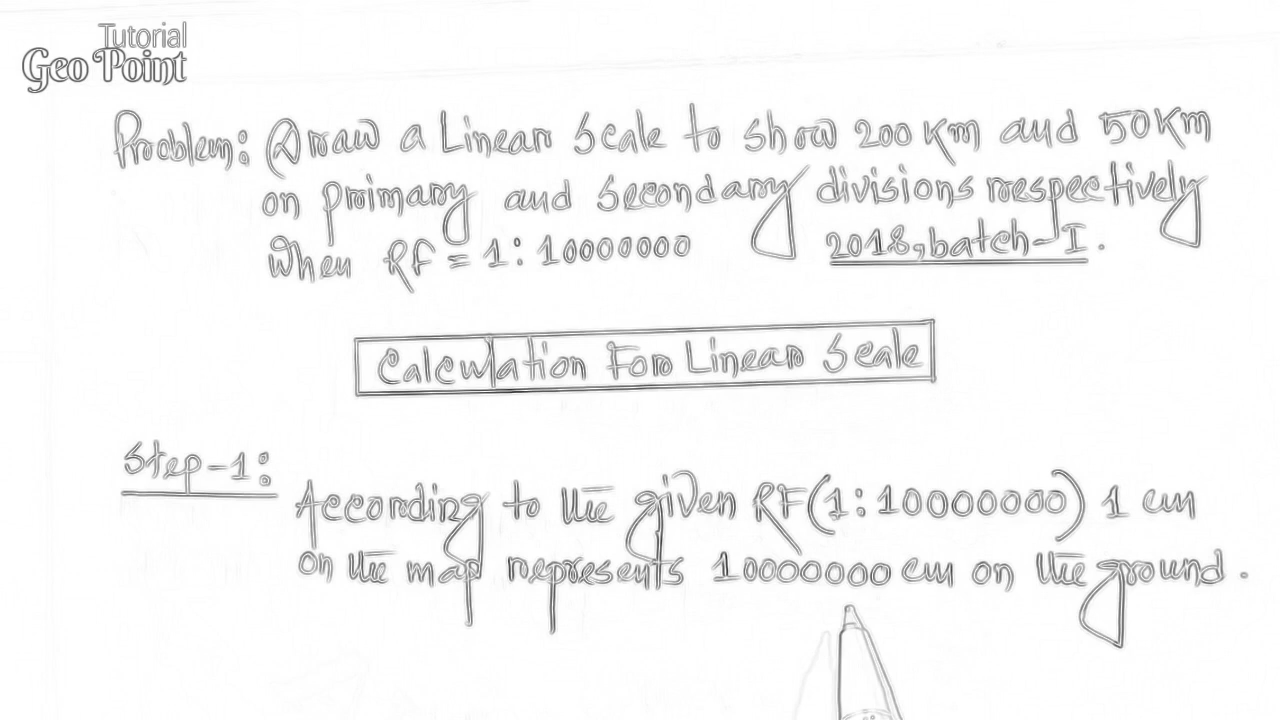 Tutorial
Geo Point
Problem: Draw a Linear Scale to show 200 Km and 50 Km
on primary and secondary divisions respectively
when RF = 1:10000000 2018, batch-I.
Calculation For Linear Scale
Step-1:
According to the given RF (1:10000000) 1 cm
on the map represents 10000000 cm on the ground.